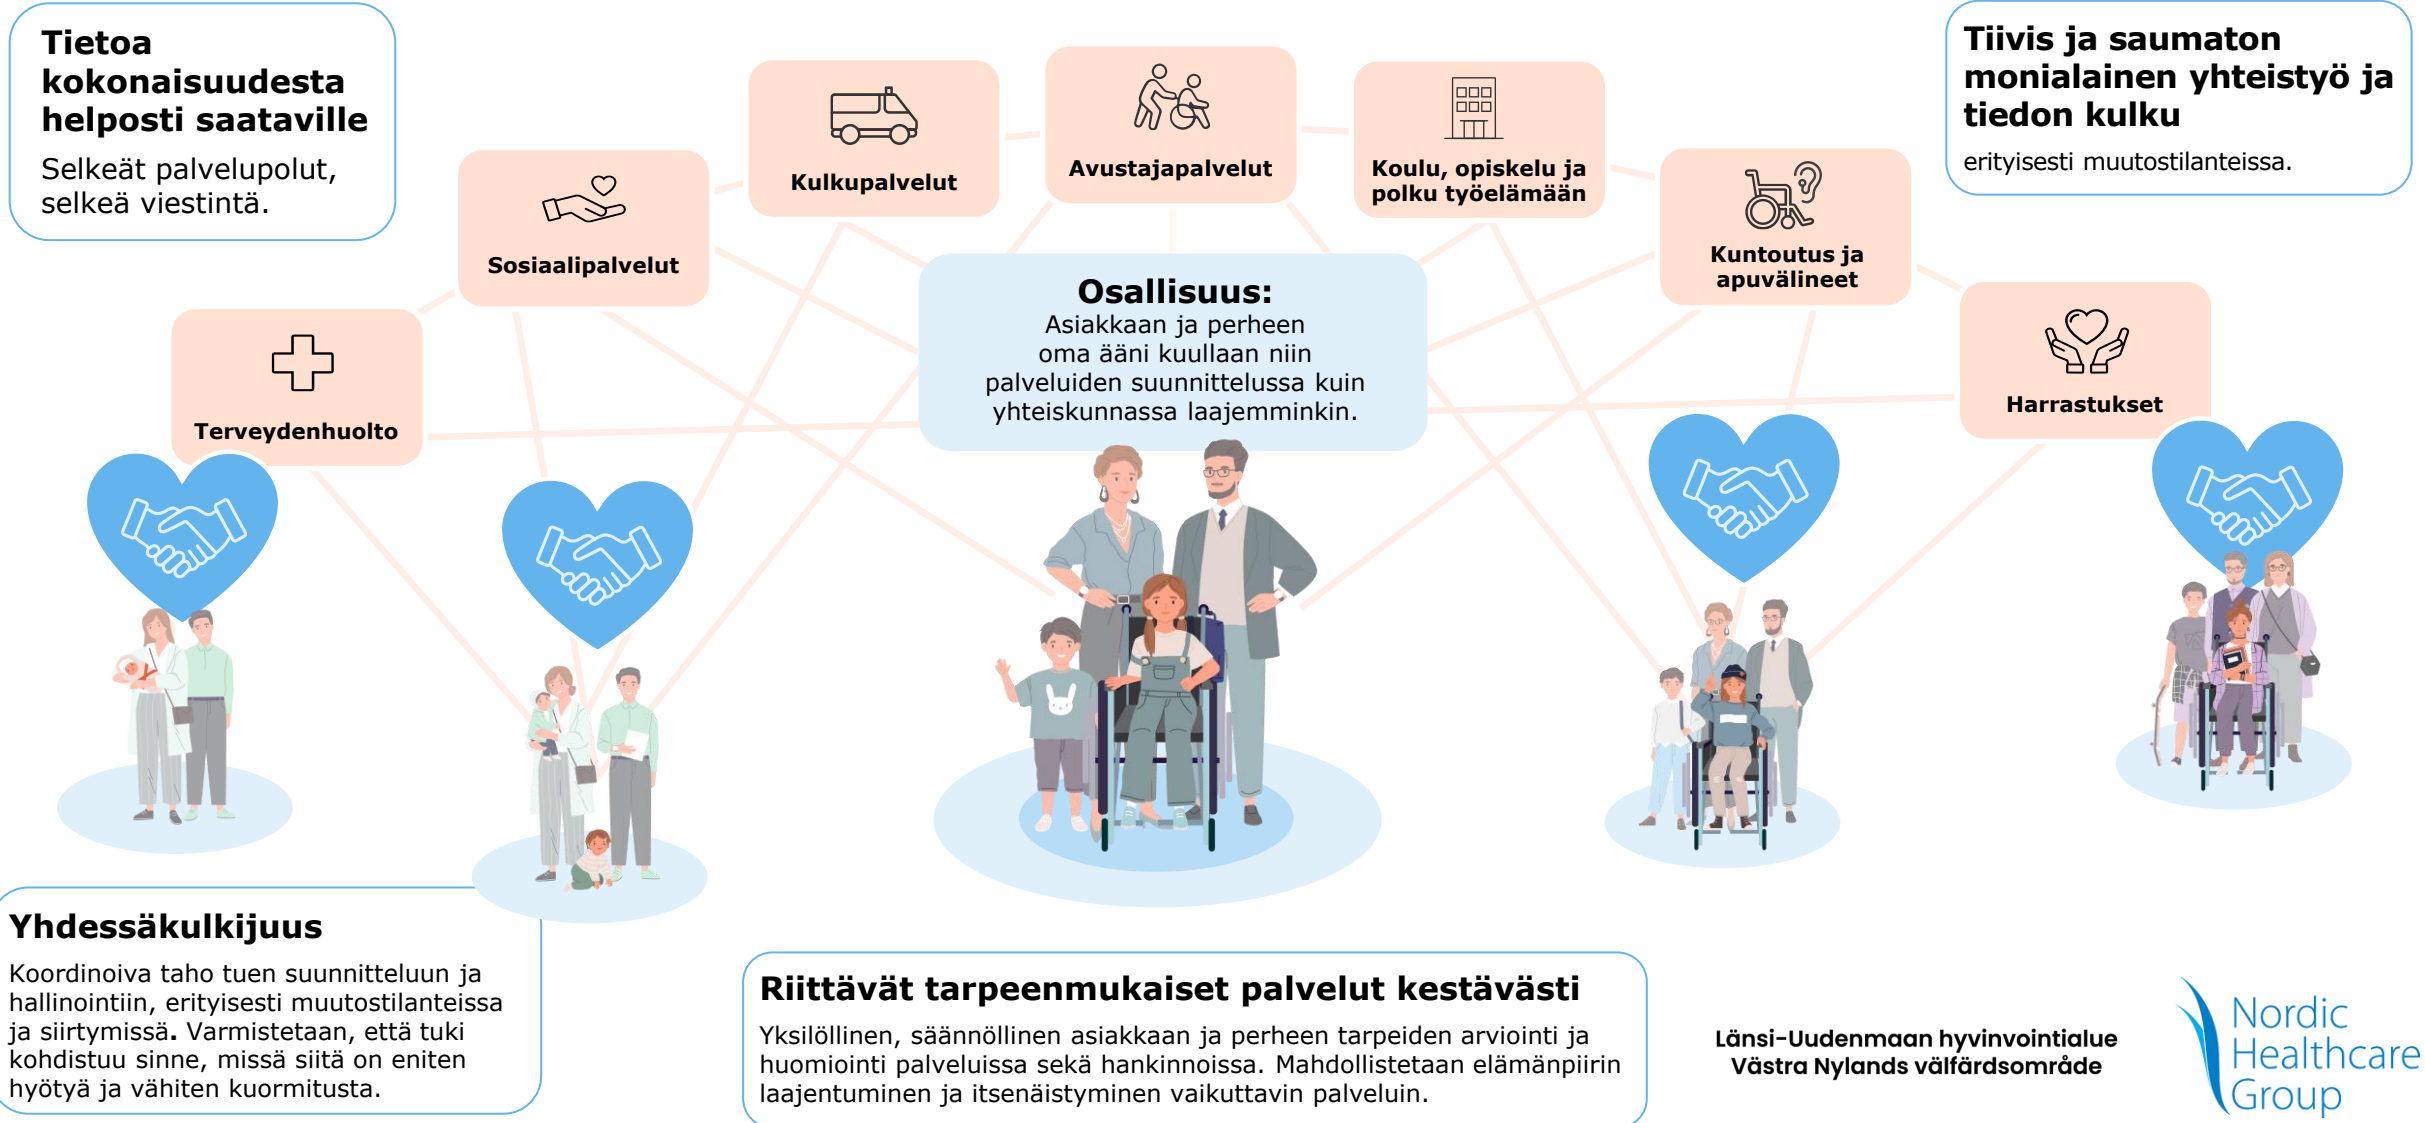 Tietoa
kokonaisuudesta
helposti saataville
Selkeät palvelupolut,
selkeä viestintä.
Tiivis ja saumaton
monialainen yhteistyö ja
tiedon kulku
erityisesti muutostilanteissa.
Terveydenhuolto
Sosiaalipalvelut
Kulkupalvelut
Avustajapalvelut
Koulu, opiskelu ja
polku työelämään
Kuntoutus ja
apuvälineet
Harrastukset
Osallisuus:
Asiakkaan ja perheen
oma ääni kuullaan niin
palveluiden suunnittelussa kuin
yhteiskunnassa laajemminkin.
Yhdessäkulkijuus
Koordinoiva taho tuen suunnitteluun ja
hallinointiin, erityisesti muutostilanteissa
ja siirtymissä. Varmistetaan, että tuki
kohdistuu sinne, missä siitä on eniten
hyötyä ja vähiten kuormitusta.
Riittävät tarpeenmukaiset palvelut kestävästi
Yksilöllinen, säännöllinen asiakkaan ja perheen tarpeiden arviointi ja
huomiointi palveluissa sekä hankinnoissa. Mahdollistetaan elämänpiirin
laajentuminen ja itsenäistyminen vaikuttavin palveluin.
Länsi-Uudenmaan hyvinvointialue
Västra Nylands välfärdsområde
Nordic
Healthcare
Group